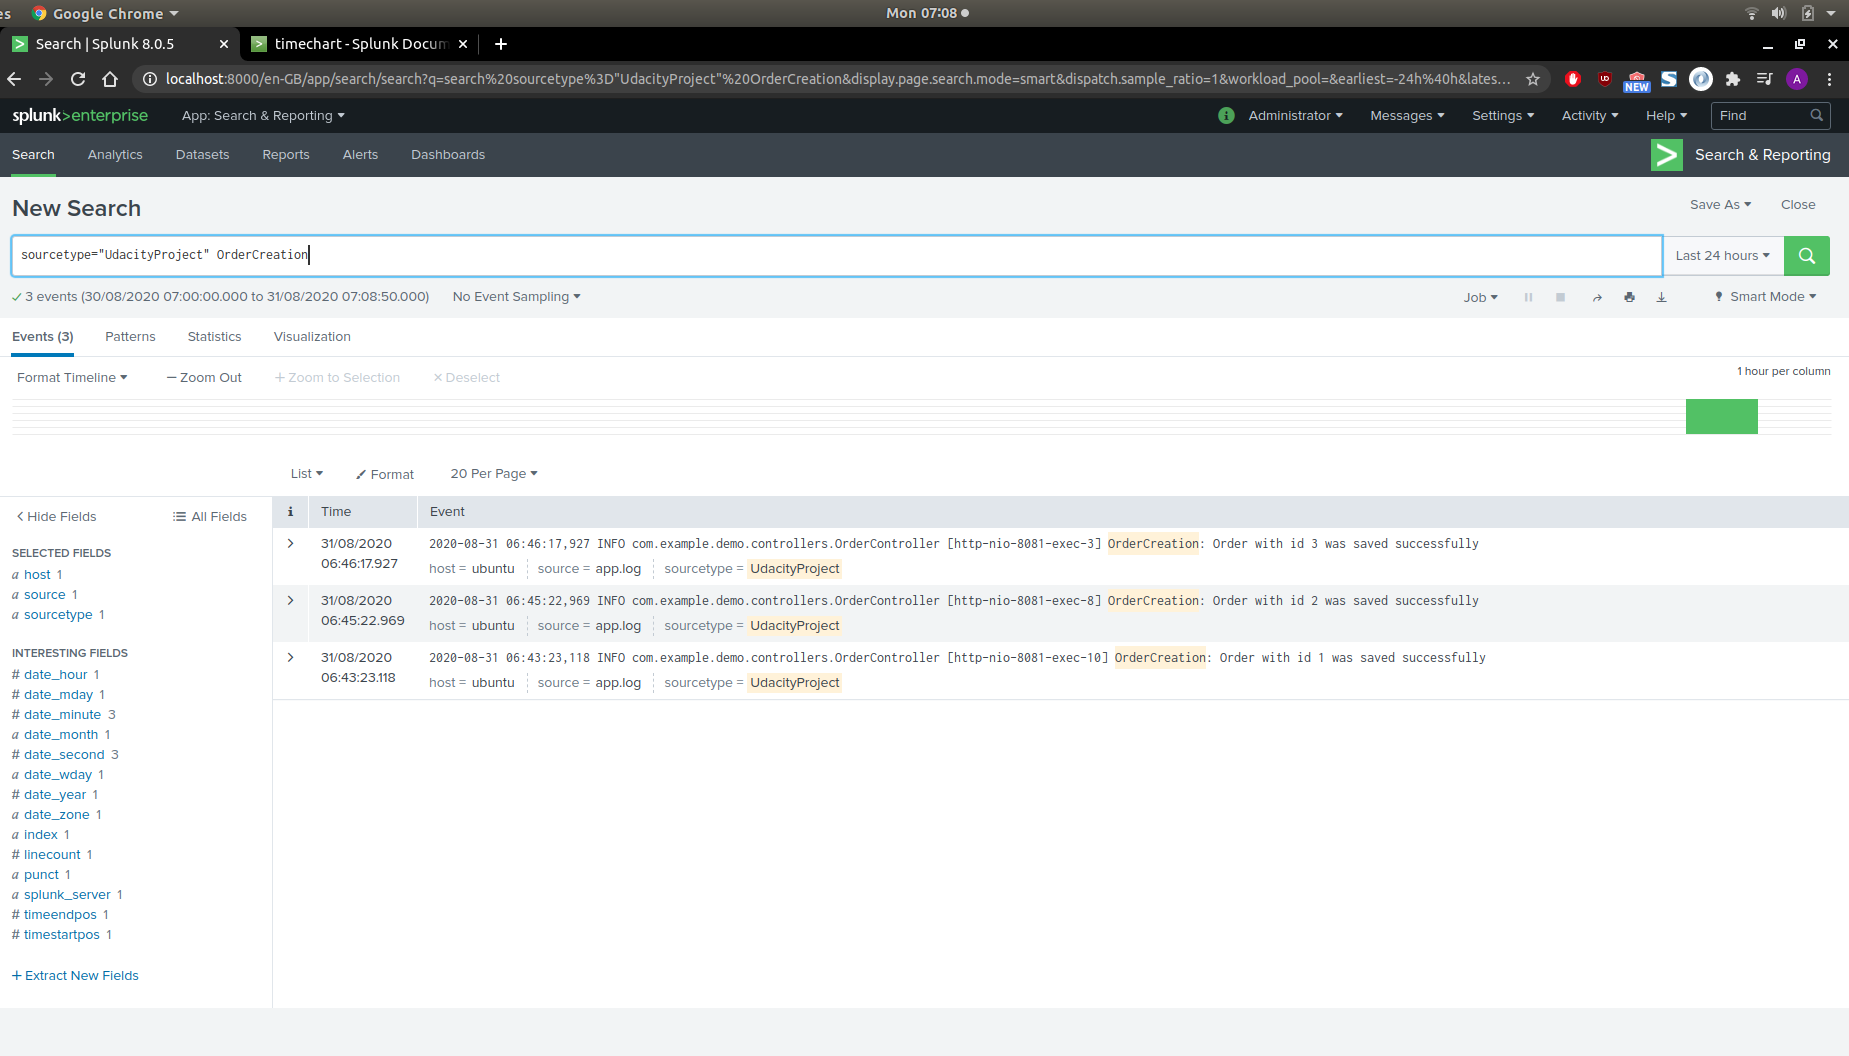 es Google Chrome Mon 07:08
Search | Splunk 8.0.5 timechart - Splunk Docum
localhost:8000/en-GB/app/search/search?q=search%20sourcetype%3D"UdacityProject"%20OrderCreation&display.page.search.mode=smart&dispatch.sample_ratio=1&workload_pool=&earliest=-24h%40h&lates... NEW A
splunk>enterprise App: Search & Reporting i Administrator Messages Settings Activity Help Find
Search Analytics Datasets Reports Alerts Dashboards Search & Reporting
New Search Save As Close
sourcetype="UdacityProject" OrderCreation Last 24 hours
3 events (30/08/2020 07:00:00.000 to 31/08/2020 07:08:50.000) No Event Sampling Job Smart Mode
Events (3) Patterns Statistics Visualization
Format Timeline — Zoom Out + Zoom to Selection × Deselect 1 hour per column
List Format 20 Per Page
< Hide Fields All Fields
SELECTED FIELDS
a host 1
a source 1
a sourcetype 1
INTERESTING FIELDS
# date_hour 1
# date_mday 1
# date_minute 3
a date_month 1
# date_second 3
a date_wday 1
# date_year 1
a date_zone 1
a index 1
# linecount 1
a punct 1
a splunk_server 1
# timeendpos 1
# timestartpos 1
+ Extract New Fields
i Time Event
31/08/2020 2020-08-31 06:46:17,927 INFO com.example.demo.controllers.OrderController [http-nio-8081-exec-3] OrderCreation: Order with id 3 was saved successfully
06:46:17.927 host = ubuntu source = app.log sourcetype = UdacityProject
31/08/2020 2020-08-31 06:45:22,969 INFO com.example.demo.controllers.OrderController [http-nio-8081-exec-8] OrderCreation: Order with id 2 was saved successfully
06:45:22.969 host = ubuntu source = app.log sourcetype = UdacityProject
31/08/2020 2020-08-31 06:43:23,118 INFO com.example.demo.controllers.OrderController [http-nio-8081-exec-10] OrderCreation: Order with id 1 was saved successfully
06:43:23.118 host = ubuntu source = app.log sourcetype = UdacityProject